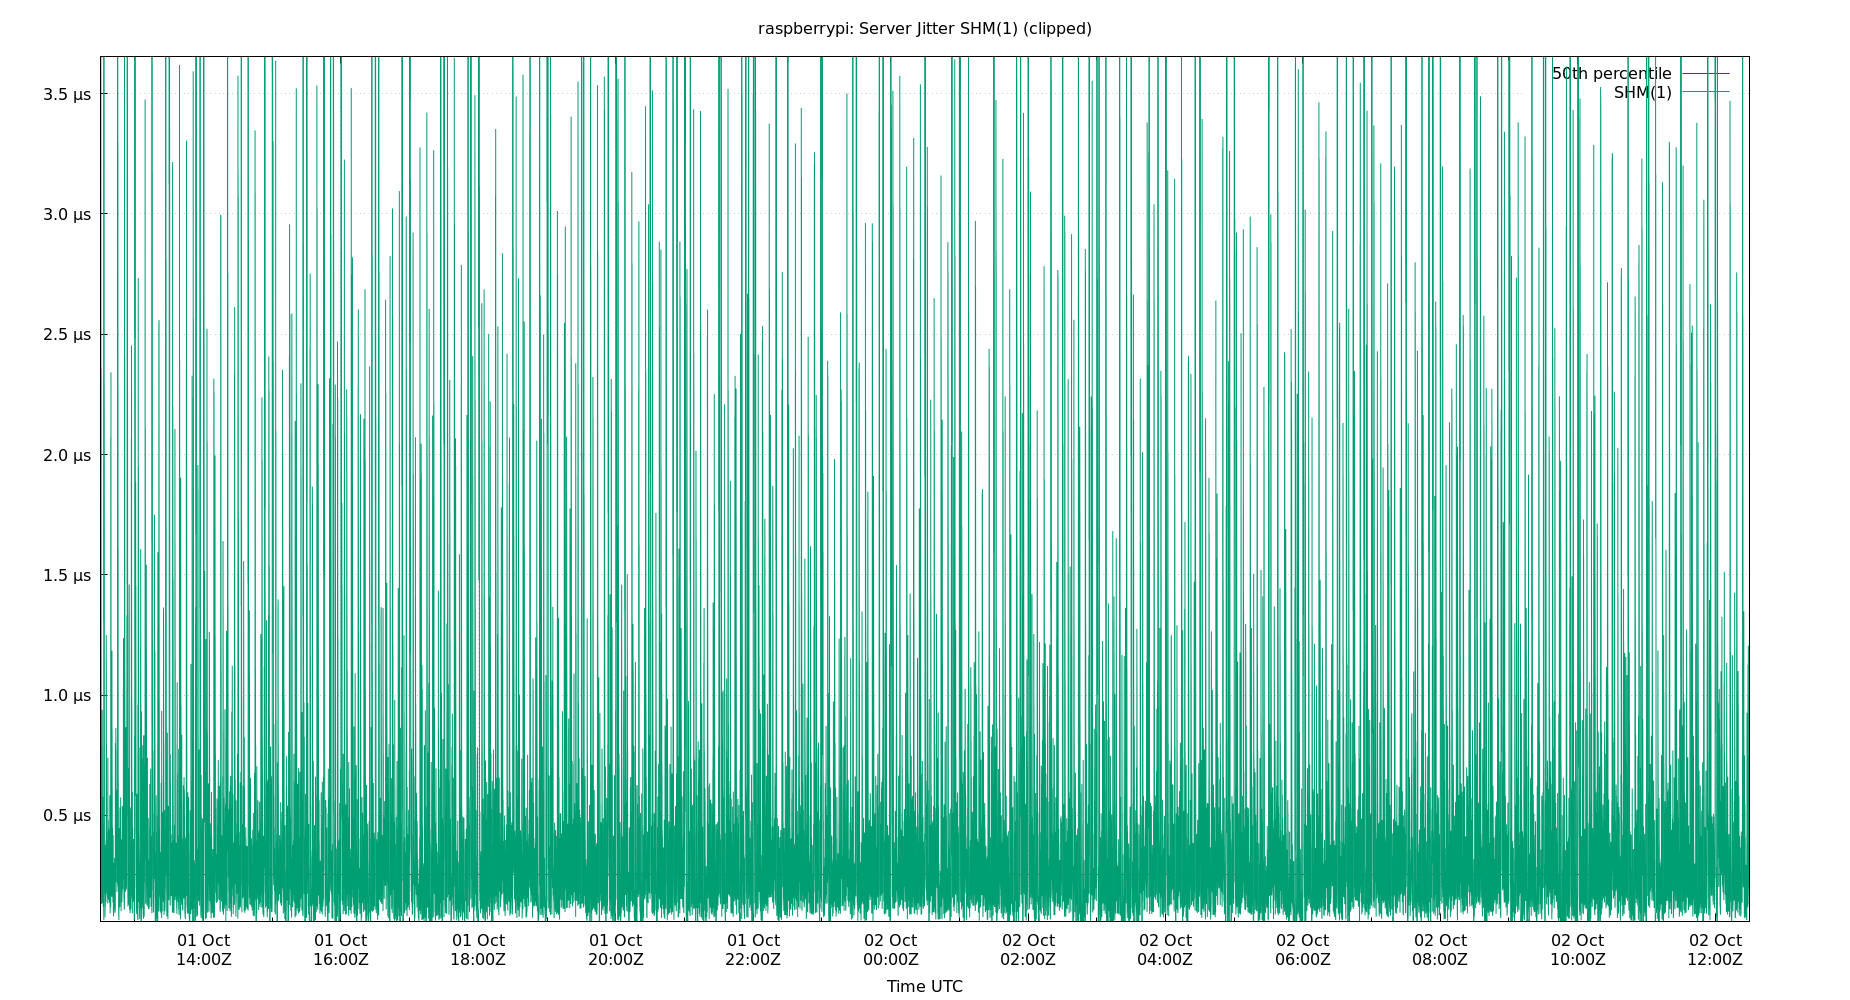 raspberrypi: Server Jitter SHM(1) (clipped)
50th percentile
SHM(1)
3.5 µs
3.0 µs
2.5 µs
2.0 µs
1.5 µs
1.0 µs
0.5 µs
01 Oct 01 Oct 01 Oct 01 Oct 01 Oct 02 Oct 02 Oct 02 Oct 02 Oct 02 Oct 02 Oct 02 Oct
14:00Z 16:00Z 18:00Z 20:00Z 22:00Z 00:00Z 02:00Z 04:00Z 06:00Z 08:00Z 10:00Z 12:00Z
Time UTC